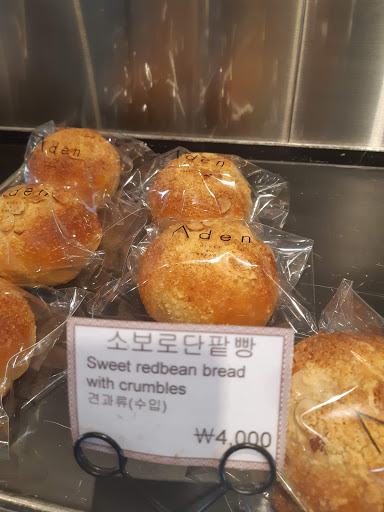 Aden
Aden
Aden
Aden
소보로단팥빵
Sweet redbean bread
with crumbles
견과류(수입)
₩4,000